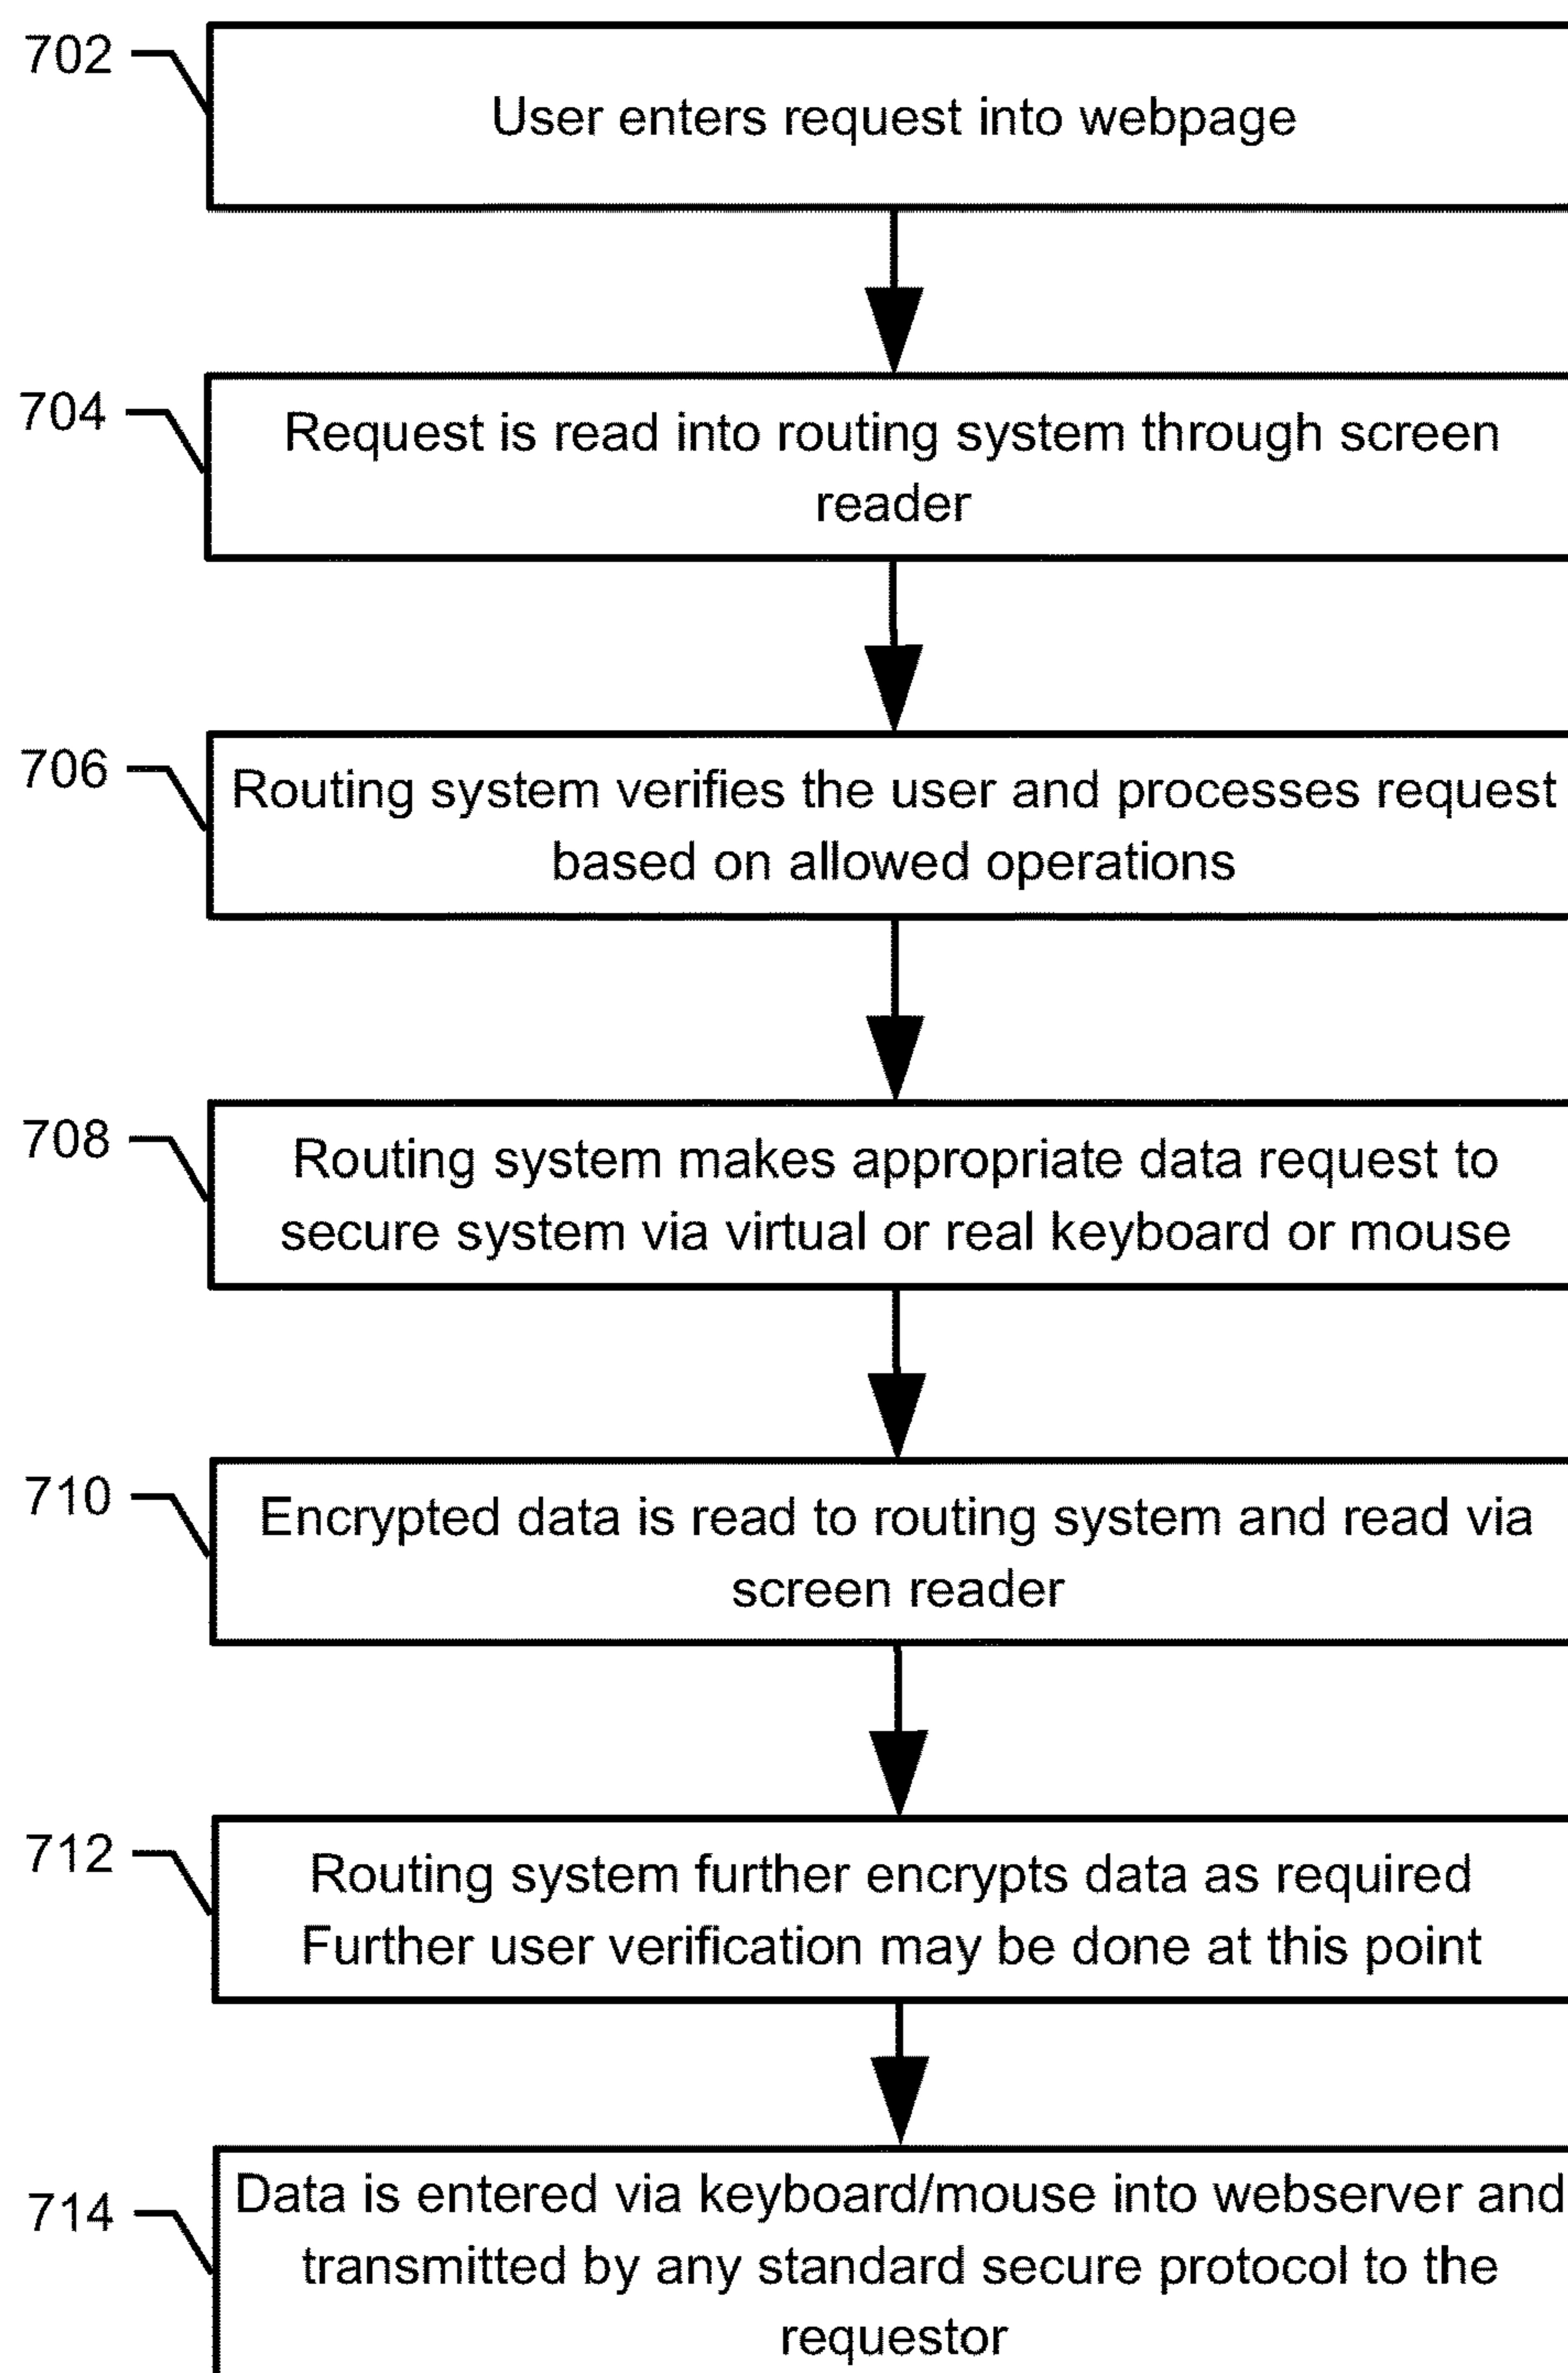 702
User enters request into webpage
704
Request is read into routing system through screen
reader
706
Routing system verifies the user and processes request
based on allowed operations
708
Routing system makes appropriate data request to
secure system via virtual or real keyboard or mouse
710
Encrypted data is read to routing system and read via
screen reader
712
Routing system further encrypts data as required
Further user verification may be done at this point
714
Data is entered via keyboard/mouse into webserver and
transmitted by any standard secure protocol to the
requestor